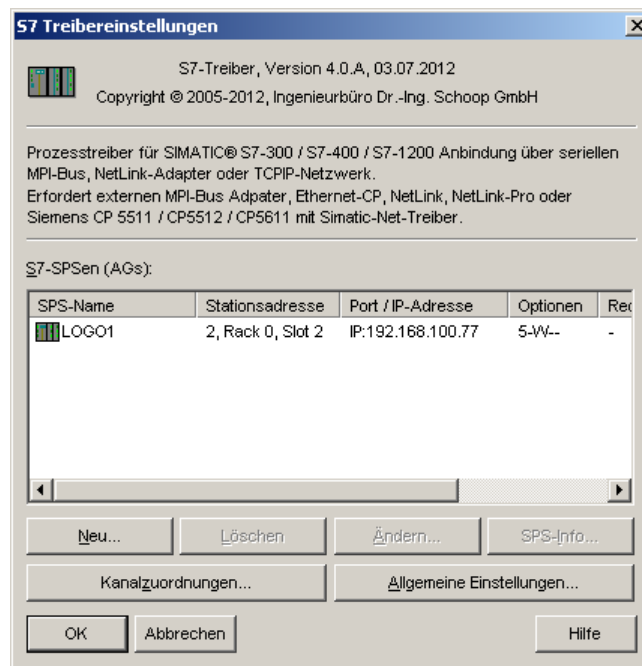 S7 Treibereinstellungen
S7-Treiber, Version 4.0.A, 03.07.2012
Copyright © 2005-2012, Ingenieurbüro Dr.-Ing. Schoop GmbH
Prozesstreiber für SIMATIC® S7-300 / S7-400 / S7-1200 Anbindung über seriellen
MPI-Bus, NetLink-Adapter oder TCPIP-Netzwerk.
Erfordert externen MPI-Bus Adpater, Ethernet-CP, NetLink, NetLink-Pro oder
Siemens CP 5511 / CP5512 / CP5611 mit Simatic-Net-Treiber.
S7-SPSen (AGs):
SPS-Name Stationsadresse Port / IP-Adresse Optionen Rec
LOGO1 2, Rack 0, Slot 2 IP:192.168.100.77 5-W-- -
Neu... Löschen Ändern... SPS-Info...
Kanalzuordnungen... Allgemeine Einstellungen...
OK Abbrechen Hilfe